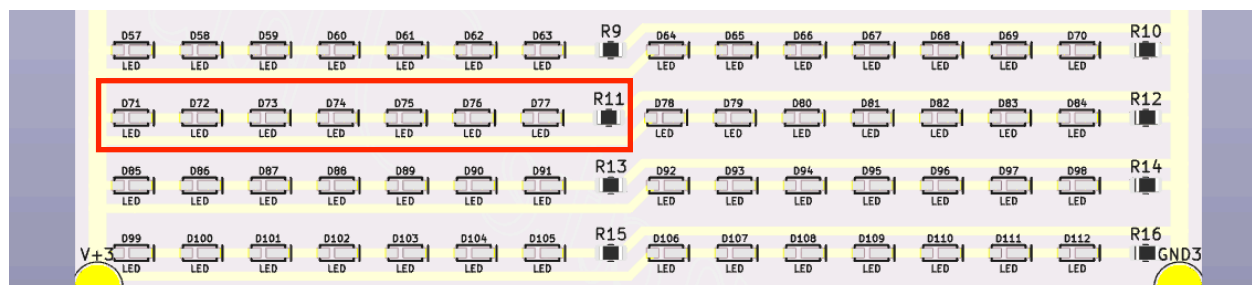 D57 D58 D59 D60 D61 D62 D63 R9 D64 D65 D66 D67 D68 D69 D70 R10
LED LED LED LED LED LED LED LED LED LED LED LED LED LED
D71 D72 D73 D74 D75 D76 D77 R11 D78 D79 D80 D81 D82 D83 D84 R12
LED LED LED LED LED LED LED LED LED LED LED LED LED LED
D85 D86 D87 D88 D89 D90 D91 R13 D92 D93 D94 D95 D96 D97 D98 R14
LED LED LED LED LED LED LED LED LED LED LED LED LED LED
D99 D100 D101 D102 D103 D104 D105 R15 D106 D107 D108 D109 D110 D111 D112 R16
V+3 GND3
LED LED LED LED LED LED LED LED LED LED LED LED LED LED